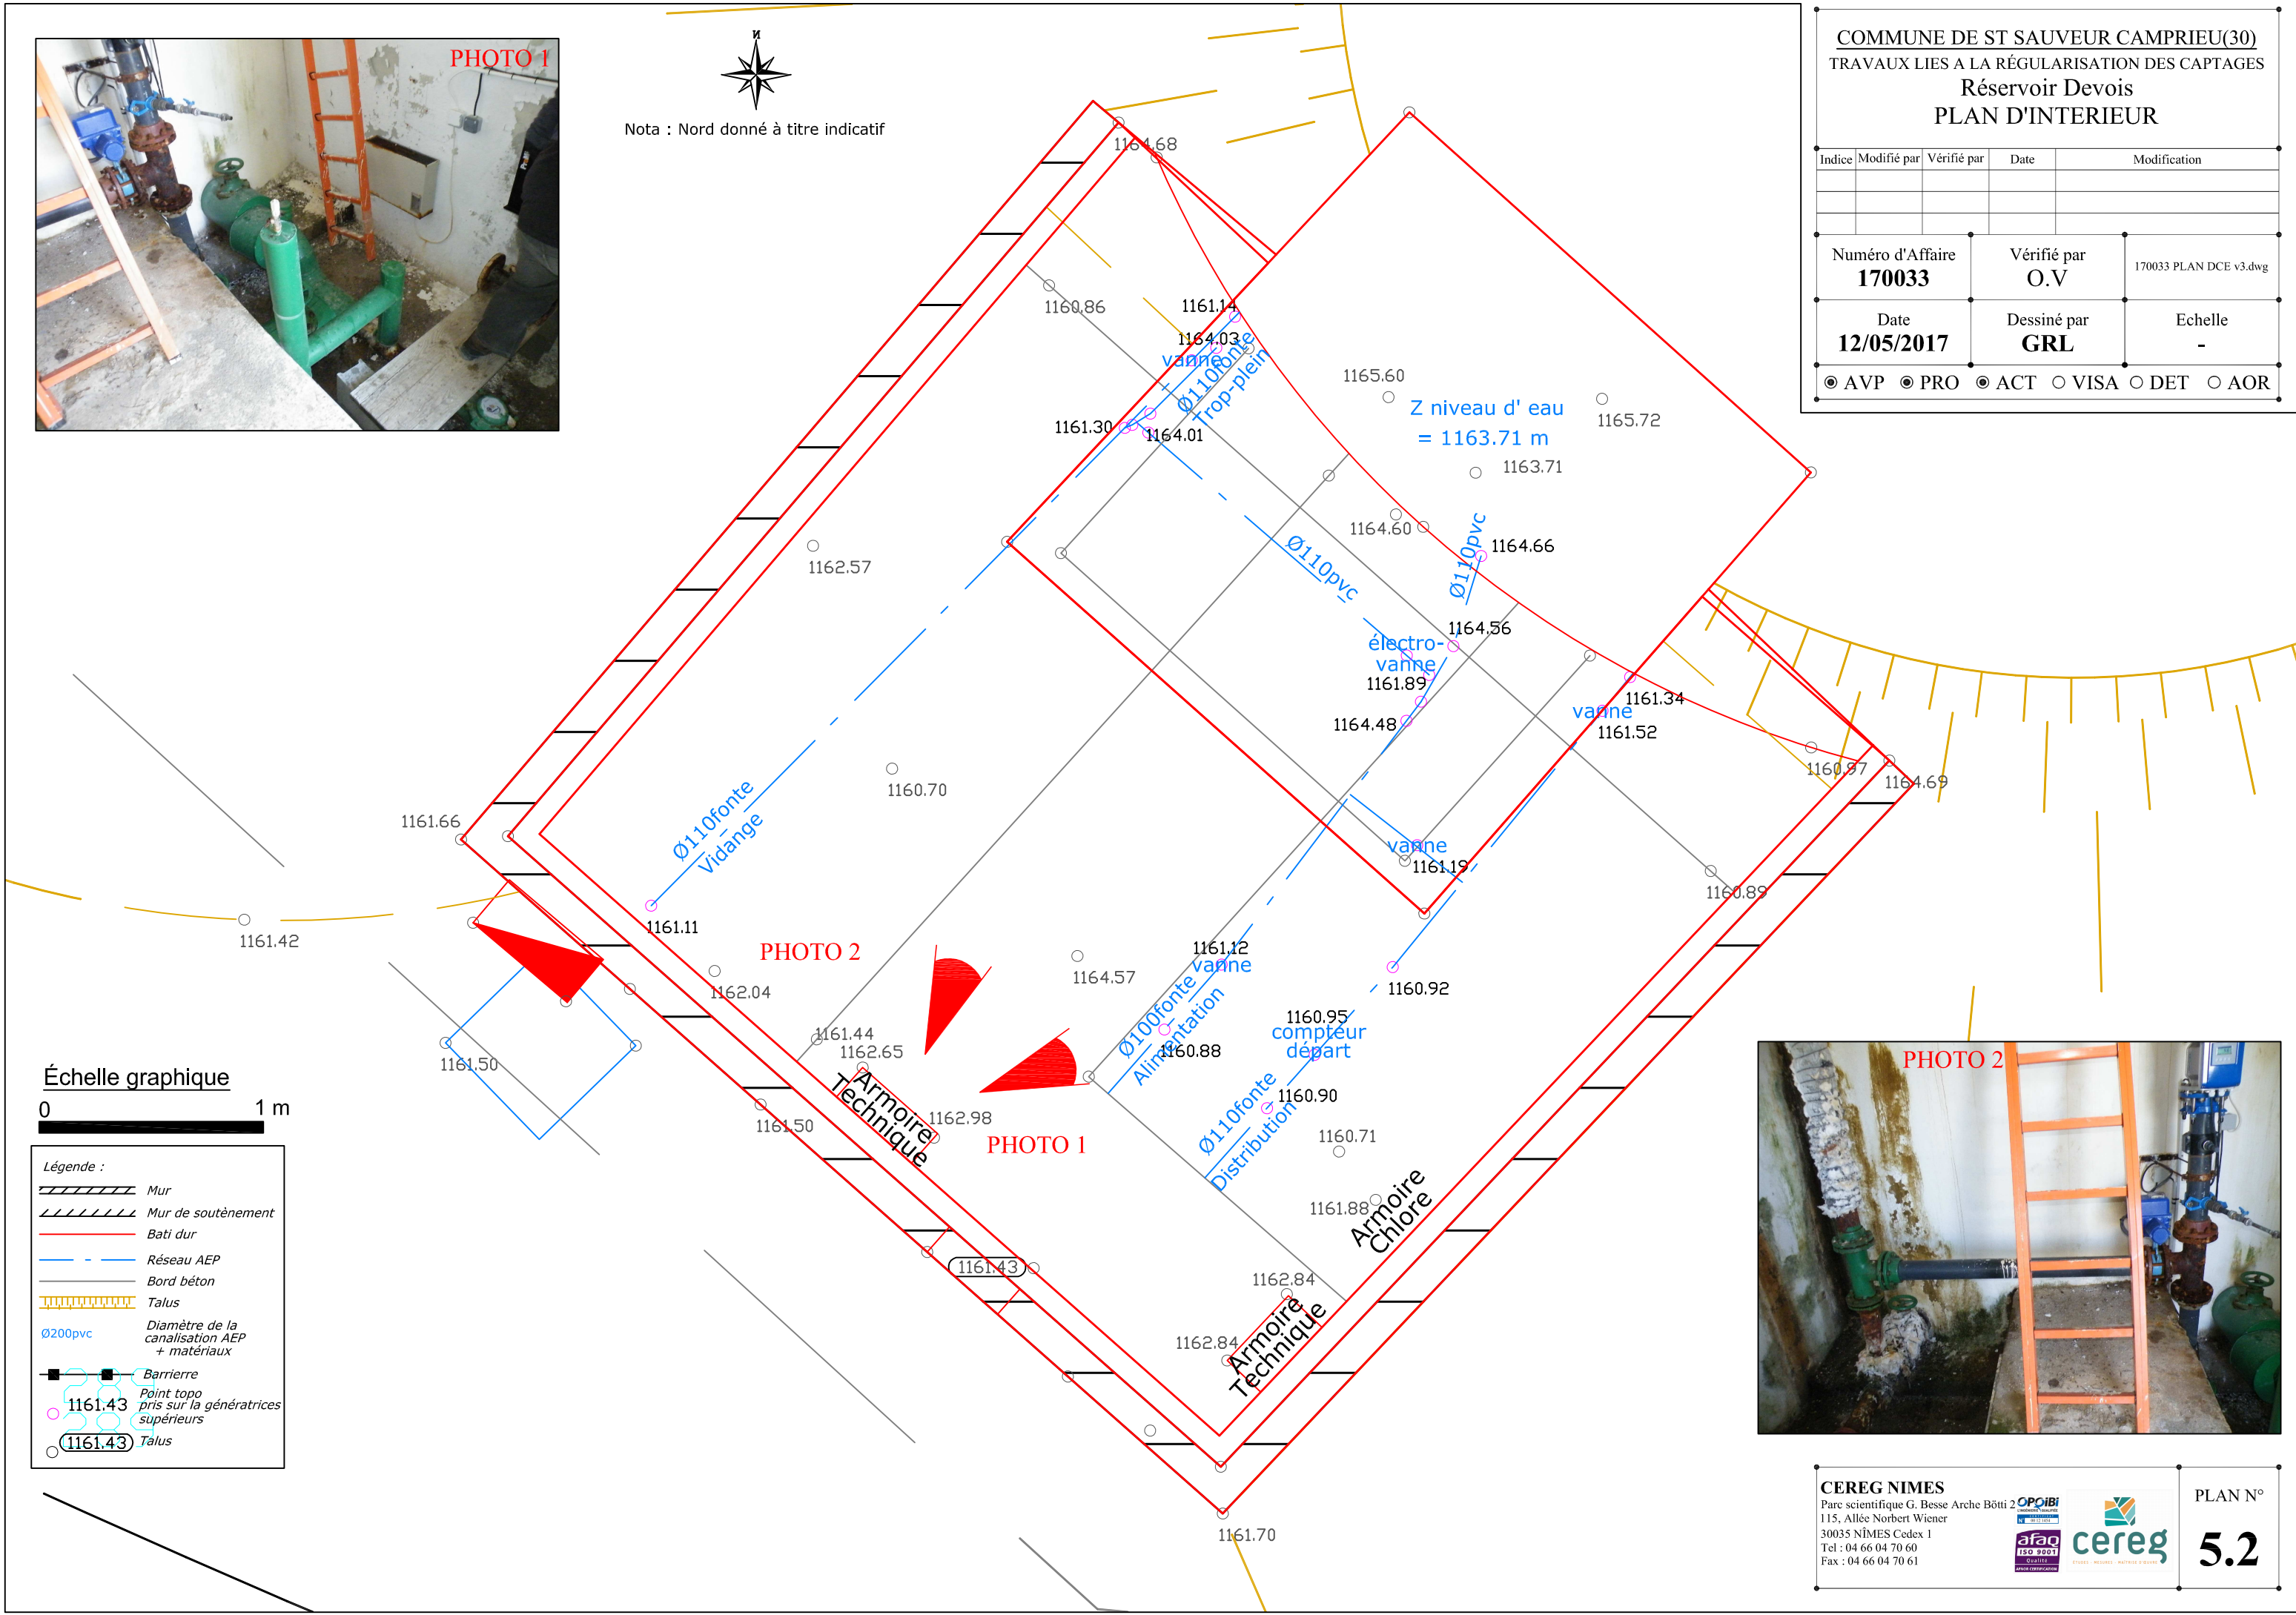 PHOTO 1
И
Nota : Nord donné à titre indicatif
COMMUNE DE ST SAUVEUR CAMPRIEU(30)
TRAVAUX LIES A LA RÉGULARISATION DES CAPTAGES
Réservoir Devois
PLAN D'INTERIEUR
Indice Modifié par Vérifié par Date Modification
Numéro d'Affaire
170033
Vérifié par
O.V
170033 PLAN DCE v3.dwg
Date
12/05/2017
Dessiné par
GRL
Echelle
-
AVP PRO ACT VISA DET AOR
1164.68
1160.86
1161.14
1164.03
vanne
Ø110fonte
Trop-plein
1161.30
1164.01
1165.60
Z niveau d' eau
= 1163.71 m
1165.72
1163.71
1164.60
Ø110pvc
1164.66
Ø110pvc
1162.57
1164.56
électro-
vanne
1161.89
1164.48
1161.34
vanne
1161.52
1160.97
1164.69
1160.70
1161.66
Ø110fonte
Vidange
vanne
1161.19
1160.89
1161.42
1161.11
PHOTO 2
1162.04
1164.57
1161.12
vanne
1160.92
Ø100fonte
Alimentation
1160.88
1160.95
compteur
départ
1161.44
1162.65
1161.50
Armoire
Technique
1162.98
PHOTO 1
1161.50
Ø110fonte
Distribution
1160.90
1160.71
1161.88
Armoire
Chlore
1161.43
1162.84
1162.84
Armoire
Technique
1161.70
Échelle graphique
0 1 m
Légende :
Mur
Mur de soutènement
Bati dur
Réseau AEP
Bord béton
Talus
Ø200pvc
Diamètre de la
canalisation AEP
+ matériaux
Barrierre
1161.43
Point topo
pris sur la génératrices
supérieurs
1161.43 Talus
PHOTO 2
CEREG NIMES
Parc scientifique G. Besse Arche Bötti 2
115, Allée Norbert Wiener
30035 NÎMES Cedex 1
Tel : 04 66 04 70 60
Fax : 04 66 04 70 61
OPQIBI
afaq
ISO 9001
Qualité
AFNOR CERTIFICATION
cereg
PLAN N°
5.2